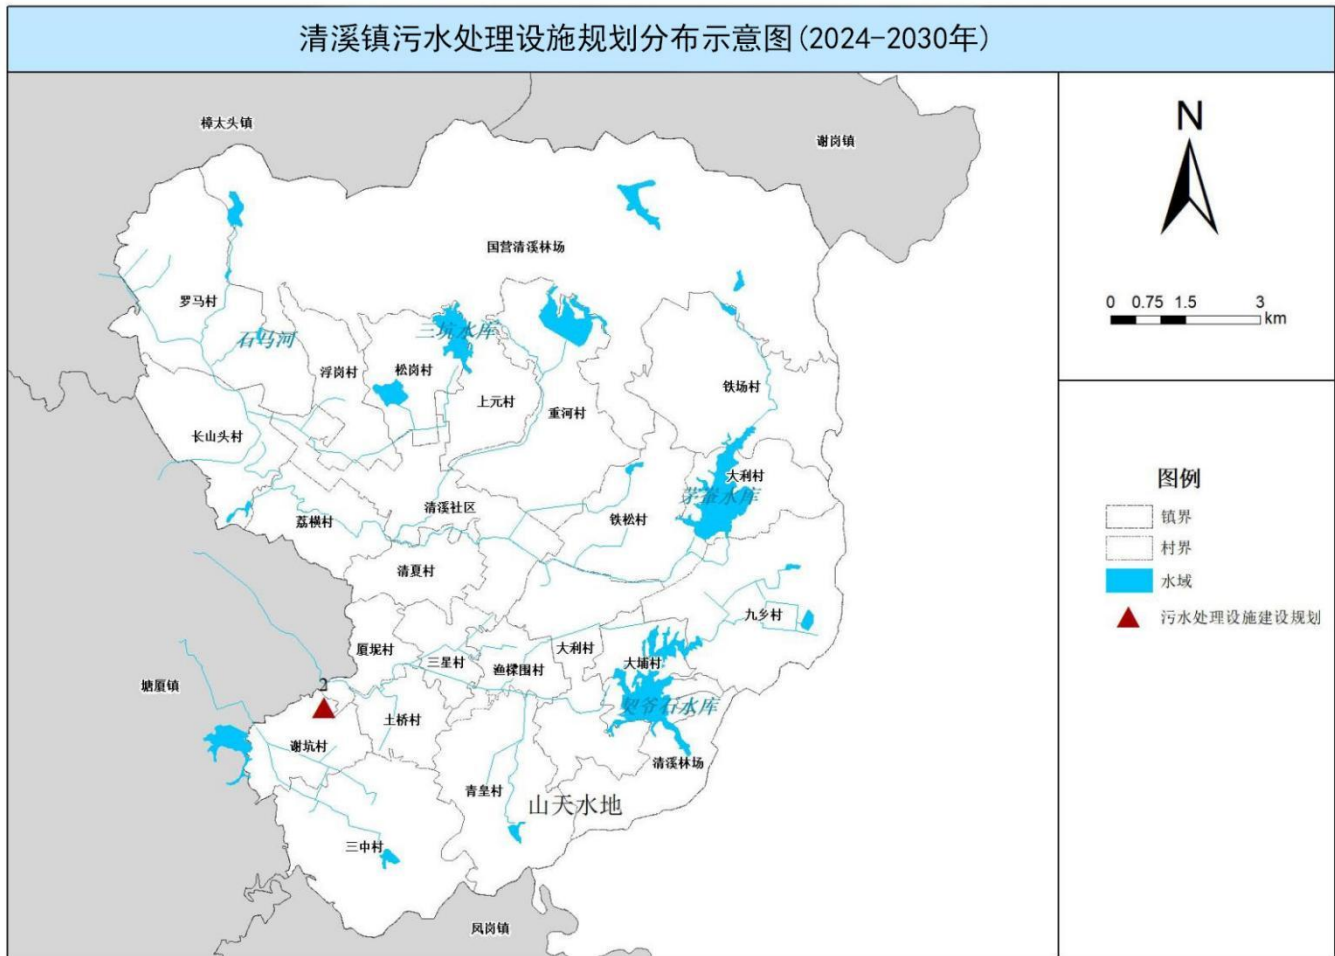 清溪镇污水处理设施规划分布示意图(2024-2030年)
樟太头镇
谢岗镇
N
国营清溪林场
罗马村
0 0.75 1.5 3
km
石马河
三坑水库
浮岗村
松岗村
铁场村
上元村
重河村
长山头村
大利村
图例
茅輋水库
清溪社区
荔横村
铁松村
镇界
村界
清夏村
水域
九乡村
污水处理设施建设规划
厦坭村
三星村
渔樑围村
大利村
大埔村
塘厦镇
2
契爷石水库
土桥村
谢坑村
清溪林场
青皇村
山天水地
三中村
凤岗镇